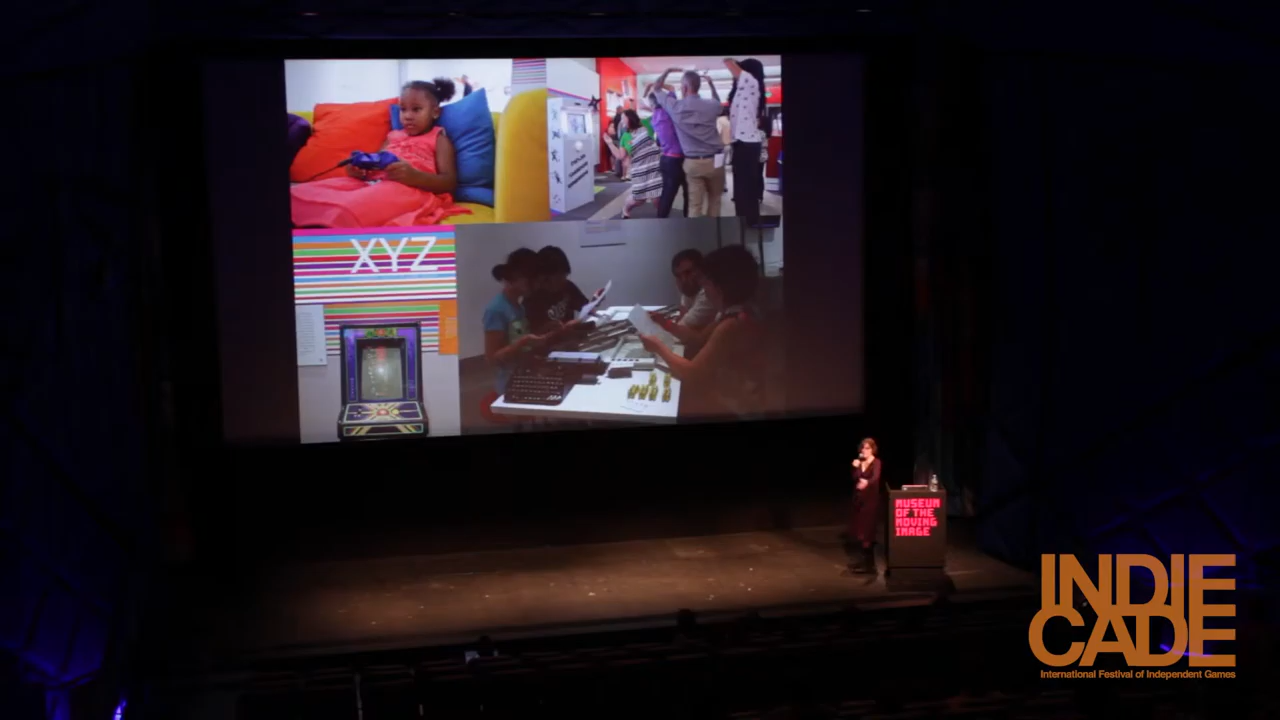 XYZ
MUSEUM
OF THE
MOVING
IMAGE
INDIE
CADE
International Festival of Independent Games